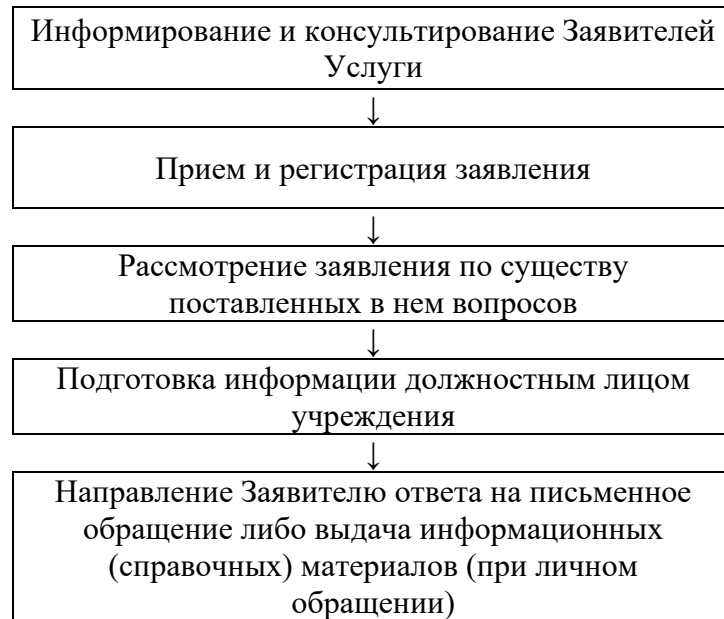 Информирование и консультирование Заявителей
Услуги
↓
Прием и регистрация заявления
↓
Рассмотрение заявления по существу
поставленных в нем вопросов
↓
Подготовка информации должностным лицом
учреждения
↓
Направление Заявителю ответа на письменное
обращение либо выдача информационных
(справочных) материалов (при личном
обращении)